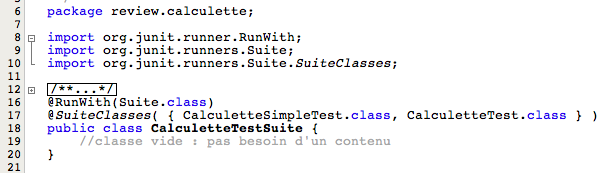 6 package review.calculette;
7
8 import org.junit.runner.RunWith;
9 import org.junit.runners.Suite;
10 import org.junit.runners.Suite.SuiteClasses;
11
12 /**...*/
16 @RunWith(Suite.class)
17 @SuiteClasses( { CalculetteSimpleTest.class, CalculetteTest.class } )
18 public class CalculetteTestSuite {
19 //classe vide : pas besoin d'un contenu
20 }
21